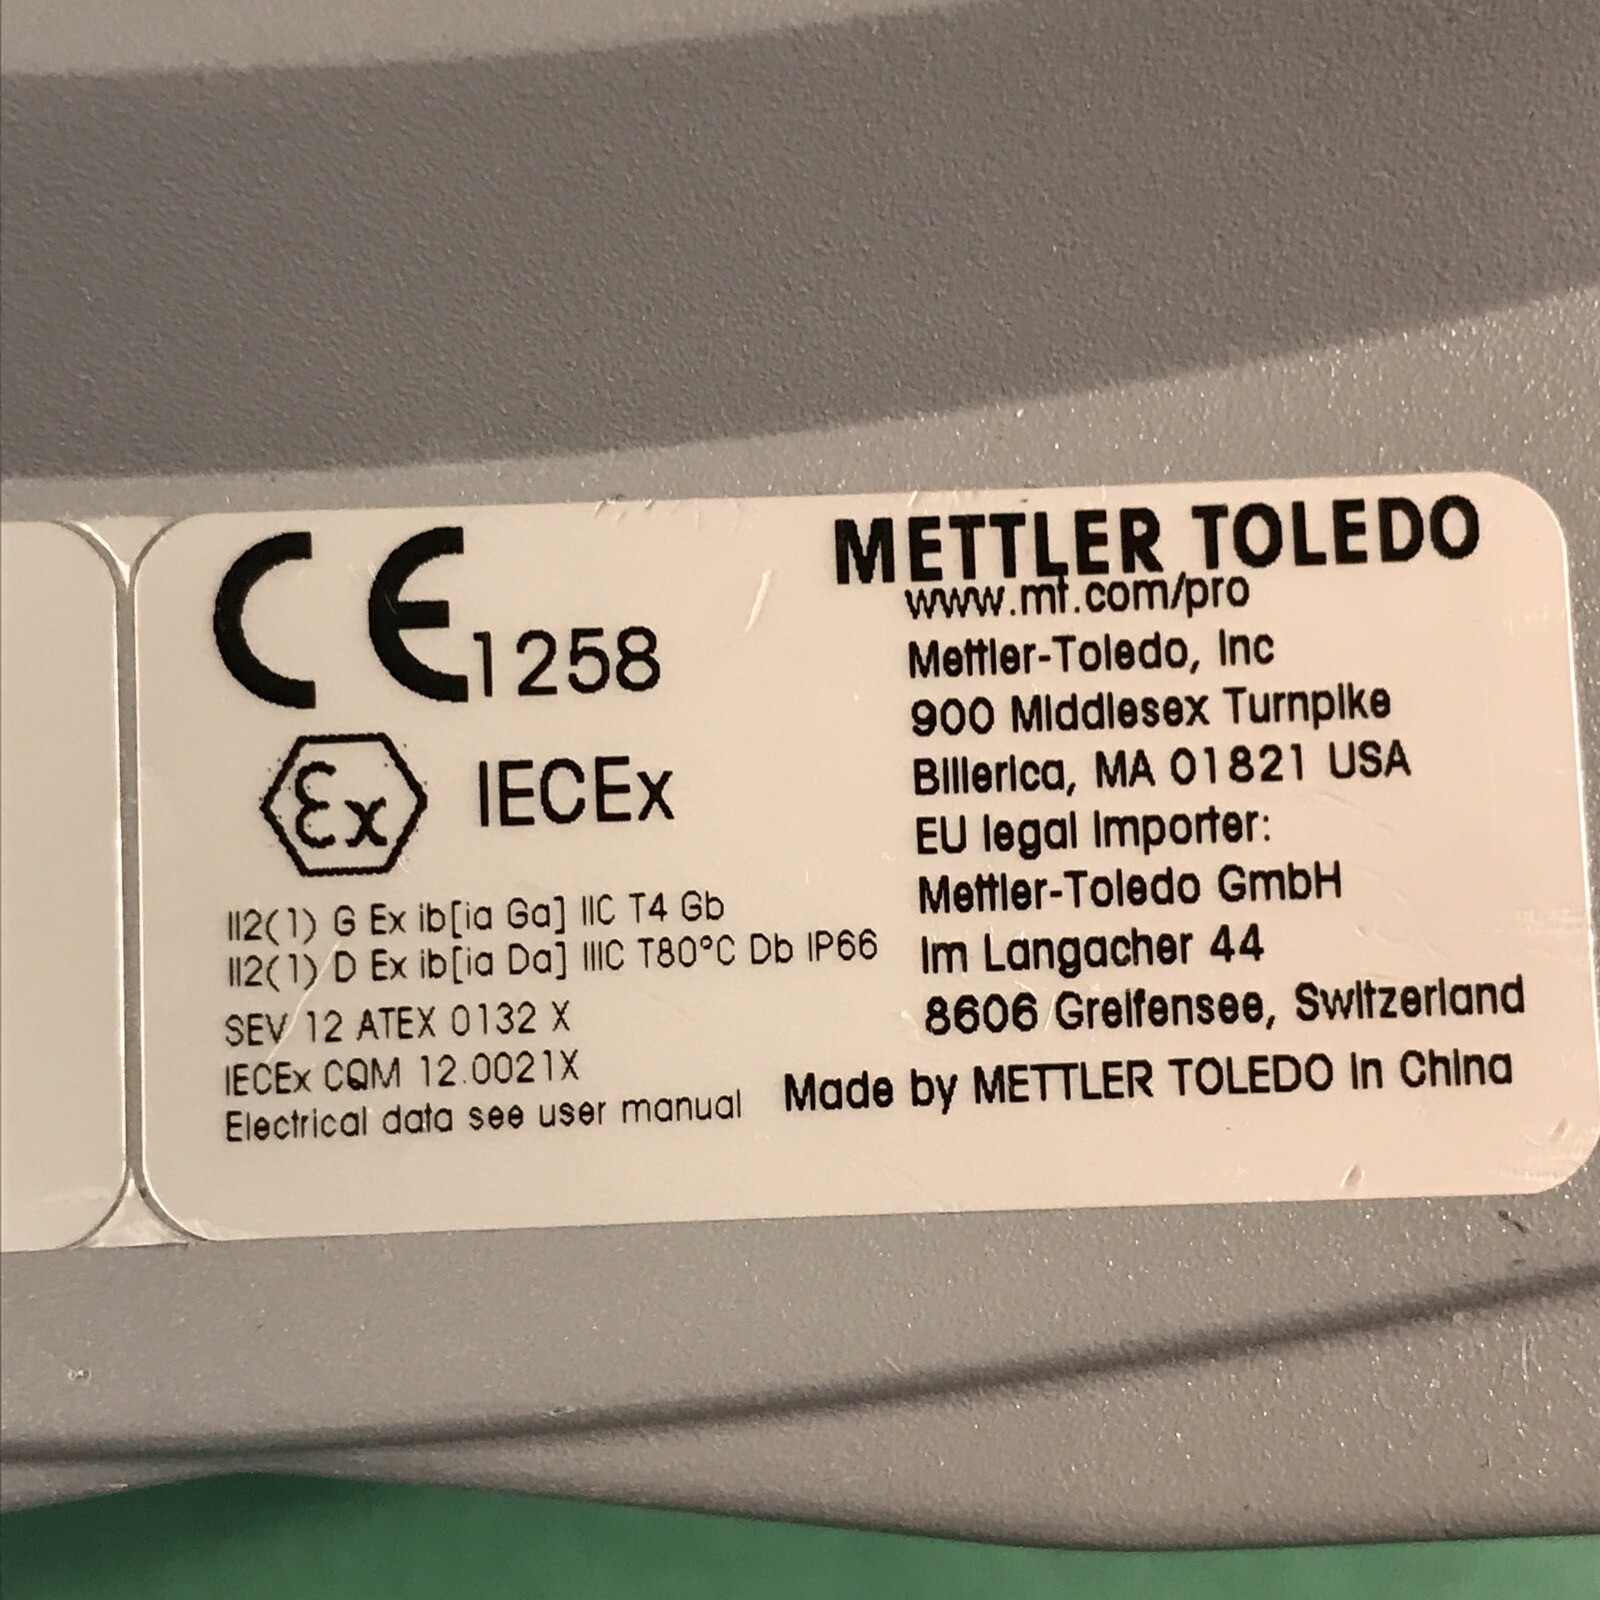 CE 1258
Ex IECEx
II2(1) G Ex ib[ia Ga] IIC T4 Gb
II2(1) D Ex ib[ia Da] IIIC T80°C Db IP66
SEV 12 ATEX 0132 X
IECEx CQM 12.0021X
Electrical data see user manual
METTLER TOLEDO
www.mt.com/pro
Mettler-Toledo, Inc
900 Middlesex Turnpike
Billerica, MA 01821 USA
EU legal Importer:
Mettler-Toledo GmbH
Im Langacher 44
8606 Greifensee, Switzerland
Made by METTLER TOLEDO in China